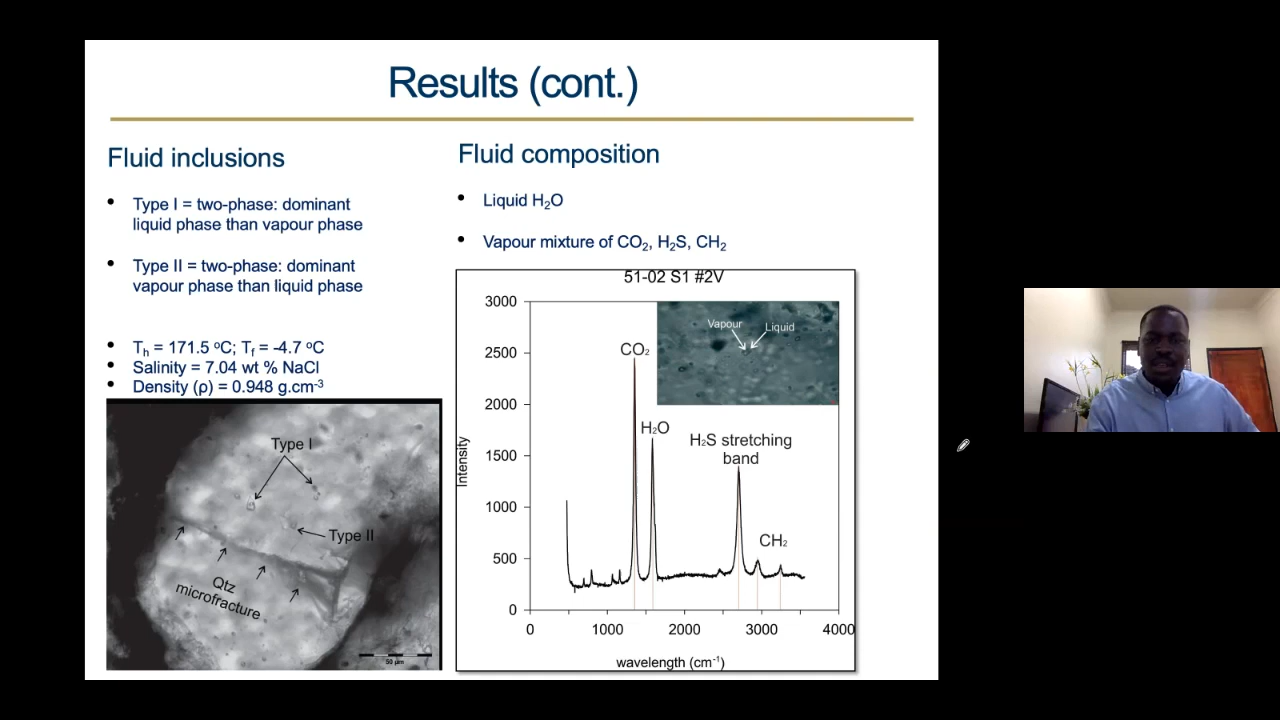 Results (cont.)
Fluid inclusions
• Type I = two-phase: dominant
liquid phase than vapour phase
• Type II = two-phase: dominant
vapour phase than liquid phase
• Tₕ = 171.5 ⁰C; T_f = -4.7 ⁰C
• Salinity = 7.04 wt % NaCl
• Density (ρ) = 0.948 g.cm⁻³
Type I
Type II
Qtz
microfracture
50 µm
Fluid composition
• Liquid H₂O
• Vapour mixture of CO₂, H₂S, CH₂
51-02 S1 #2V
3000
2500
2000
1500
1000
500
0
Intensity
Vapour
Liquid
CO₂
H₂O
H₂S stretching
band
CH₂
0
1000
2000
3000
4000
wavelength (cm⁻¹)